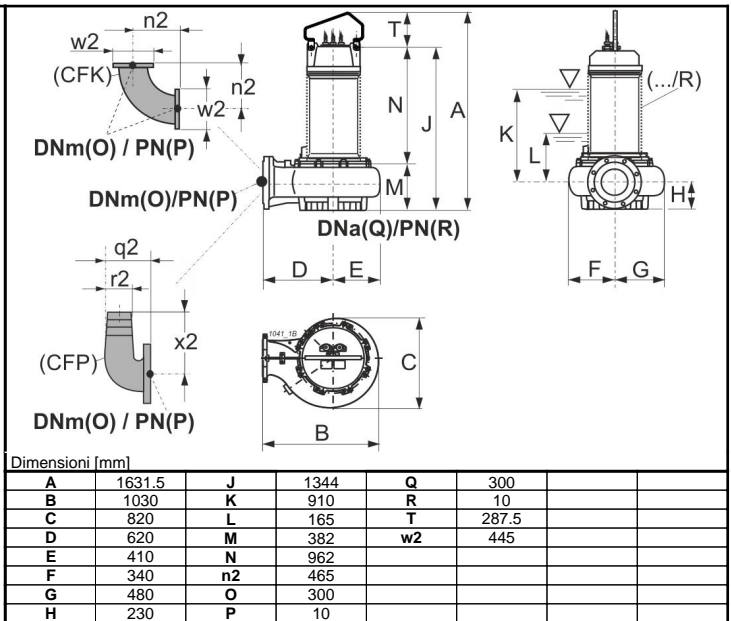 n2
w2
(CFK)
n2
w2
DNm(O) / PN(P)
DNm(O)/PN(P)
T
N
J
A
M
DNa(Q)/PN(R)
D
E
(.../R)
K
L
H
F
G
q2
r2
x2
(CFP)
DNm(O) / PN(P)
1041_1B
C
B
Dimensioni [mm]
A 1631.5 J 1344 Q 300
B 1030 K 910 R 10
C 820 L 165 T 287.5
D 620 M 382 w2 445
E 410 N 962
F 340 n2 465
G 480 O 300
H 230 P 10